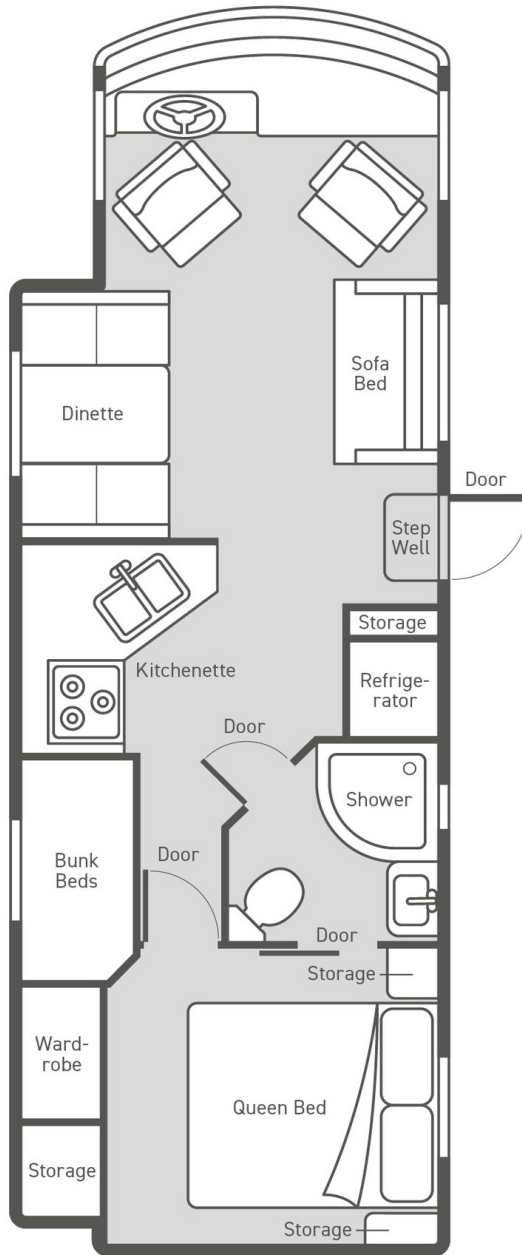 Sofa
Bed
Dinette
Door
Step
Well
Storage
Kitchenette
Refrige-
rator
Door
Shower
Door
Bunk
Beds
Door
Storage
Ward-
robe
Queen Bed
Storage
Storage